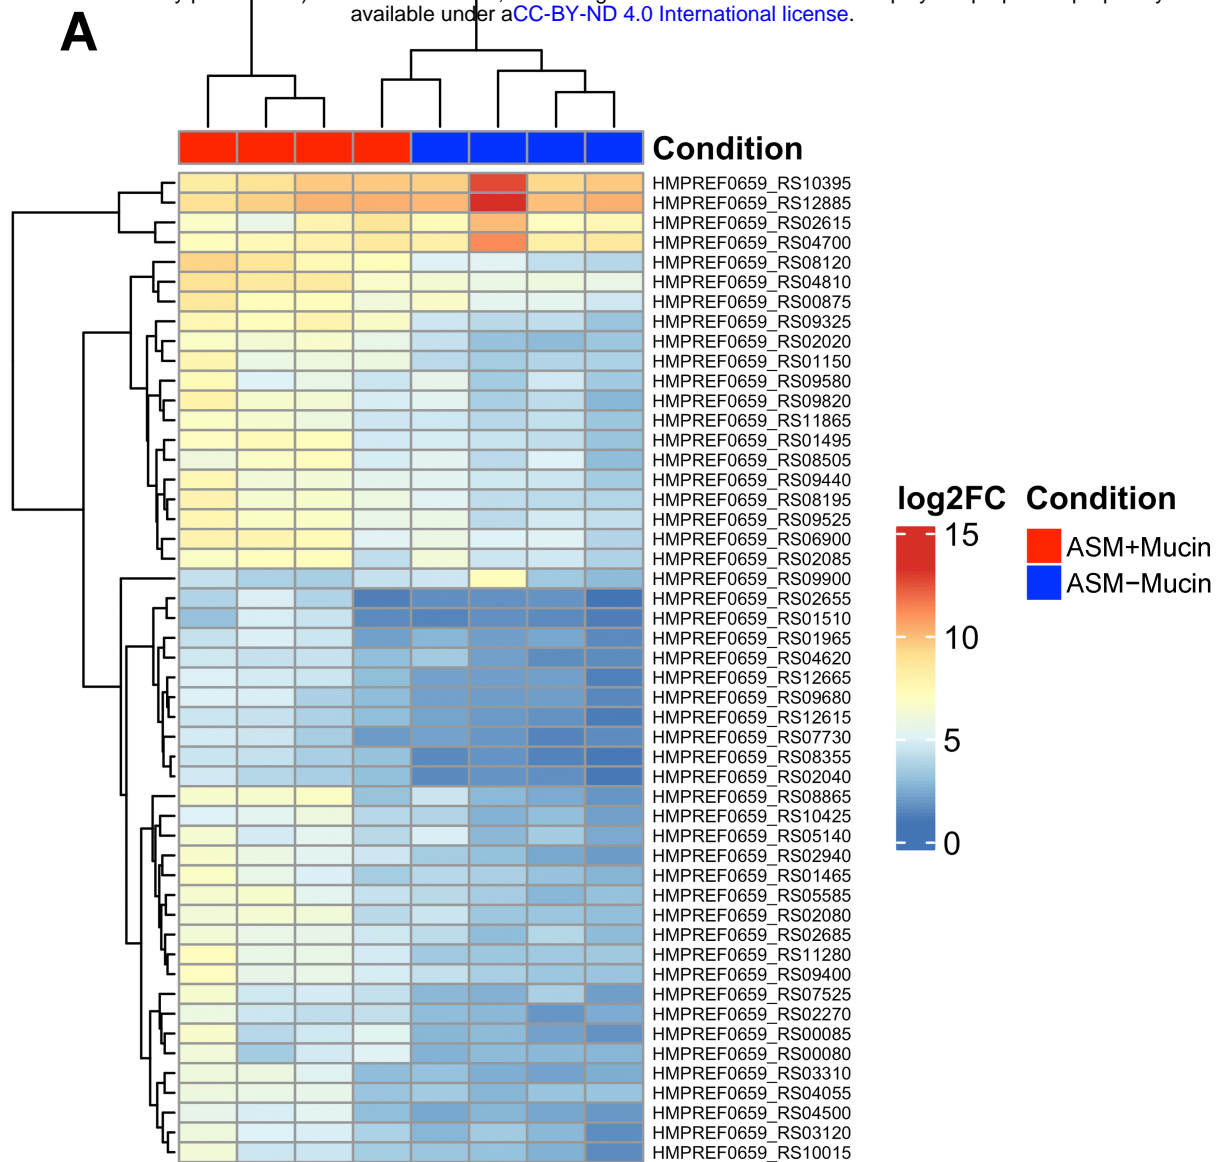 available under aCC-BY-ND 4.0 International license.
A
Condition
HMPREF0659_RS10395
HMPREF0659_RS12885
HMPREF0659_RS02615
HMPREF0659_RS04700
HMPREF0659_RS08120
HMPREF0659_RS04810
HMPREF0659_RS00875
HMPREF0659_RS09325
HMPREF0659_RS02020
HMPREF0659_RS01150
HMPREF0659_RS09580
HMPREF0659_RS09820
HMPREF0659_RS11865
HMPREF0659_RS01495
HMPREF0659_RS08505
HMPREF0659_RS09440
HMPREF0659_RS08195
HMPREF0659_RS09525
HMPREF0659_RS06900
HMPREF0659_RS02085
HMPREF0659_RS09900
HMPREF0659_RS02655
HMPREF0659_RS01510
HMPREF0659_RS01965
HMPREF0659_RS04620
HMPREF0659_RS12665
HMPREF0659_RS09680
HMPREF0659_RS12615
HMPREF0659_RS07730
HMPREF0659_RS08355
HMPREF0659_RS02040
HMPREF0659_RS08865
HMPREF0659_RS10425
HMPREF0659_RS05140
HMPREF0659_RS02940
HMPREF0659_RS01465
HMPREF0659_RS05585
HMPREF0659_RS02080
HMPREF0659_RS02685
HMPREF0659_RS11280
HMPREF0659_RS09400
HMPREF0659_RS07525
HMPREF0659_RS02270
HMPREF0659_RS00085
HMPREF0659_RS00080
HMPREF0659_RS03310
HMPREF0659_RS04055
HMPREF0659_RS04500
HMPREF0659_RS03120
HMPREF0659_RS10015
log2FC
15
10
5
0
Condition
ASM+Mucin
ASM−Mucin